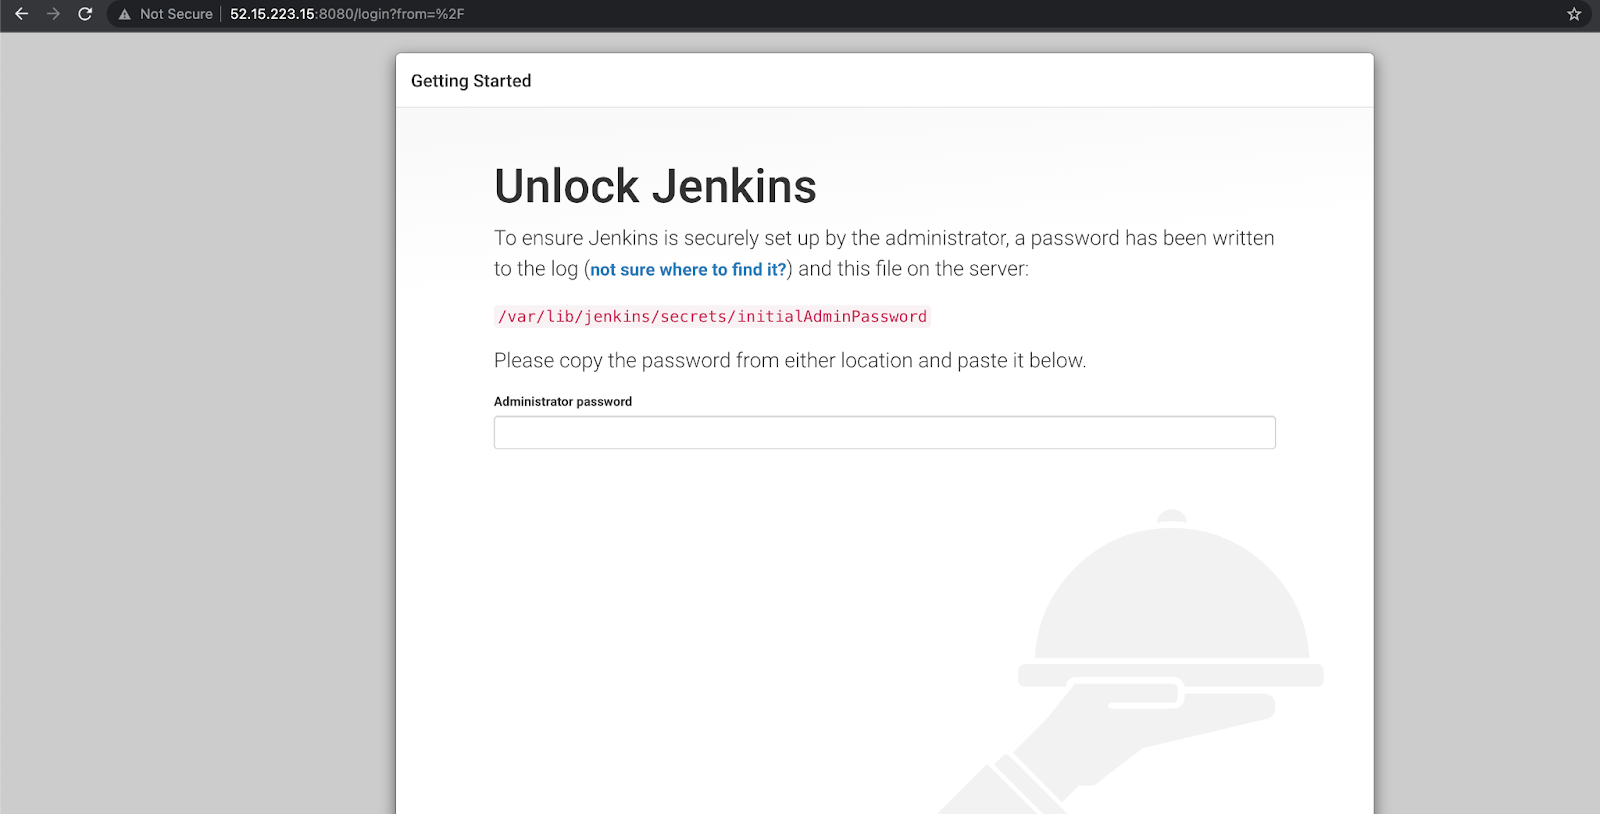 Not Secure | 52.15.223.15:8080/login?from=%2F
Getting Started
Unlock Jenkins
To ensure Jenkins is securely set up by the administrator, a password has been written
to the log (not sure where to find it?) and this file on the server:
/var/lib/jenkins/secrets/initialAdminPassword
Please copy the password from either location and paste it below.
Administrator password